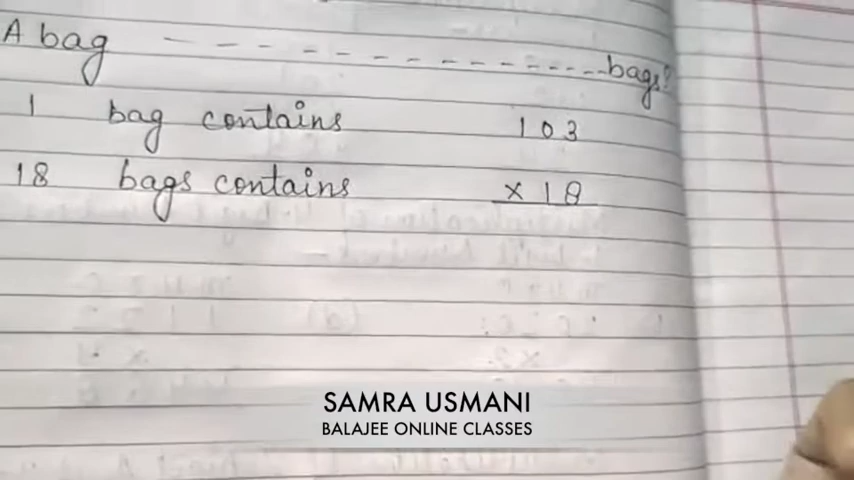 A bag - - - - - - - - - - - - - - bags?
1 bag contains 103
18 bags contains × 18
SAMRA USMANI
BALAJEE ONLINE CLASSES